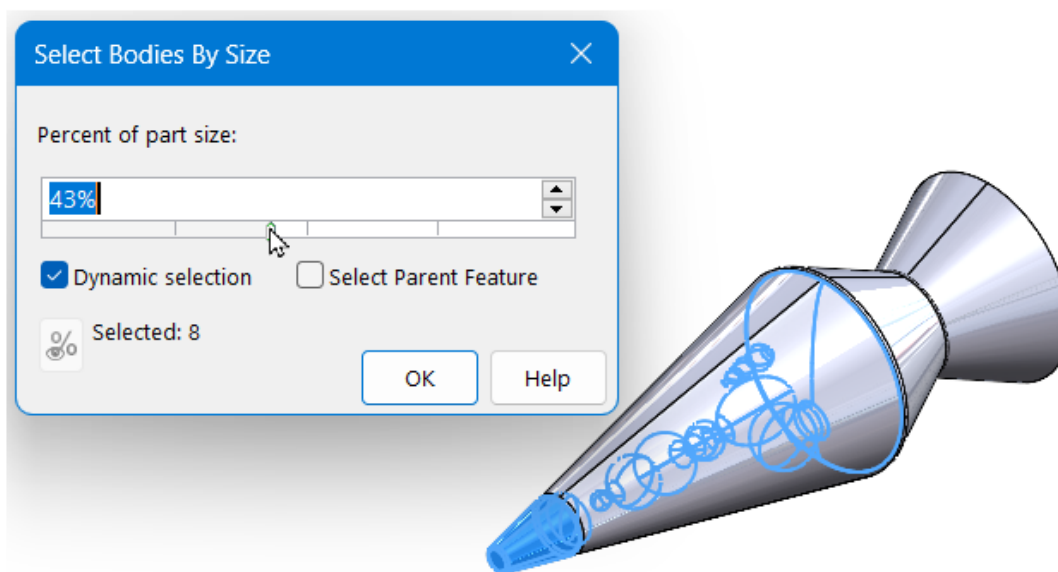 Select Bodies By Size
Percent of part size:
43%
Dynamic selection Select Parent Feature
% Selected: 8
OK Help